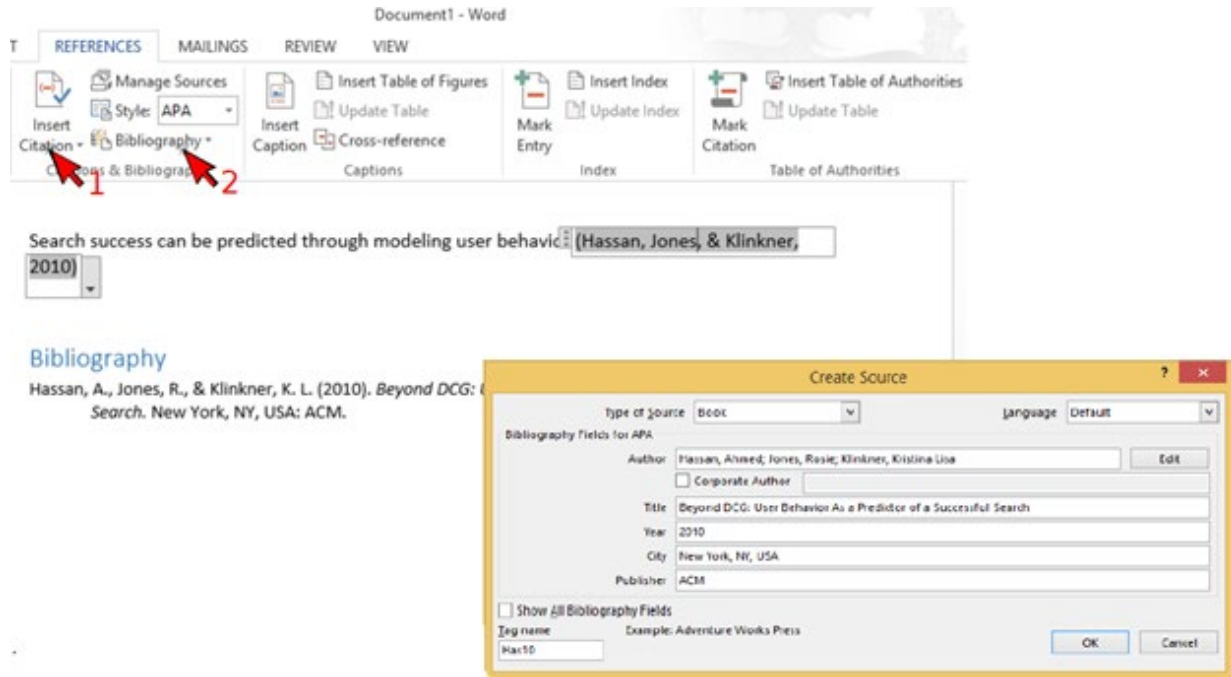 Document1 - Word
T REFERENCES MAILINGS REVIEW VIEW
Insert Citation
Manage Sources
Style: APA
Bibliography
Citations & Bibliography
1
2
Insert Caption
Insert Table of Figures
Update Table
Cross-reference
Captions
Mark Entry
Insert Index
Update Index
Index
Mark Citation
Insert Table of Authorities
Update Table
Table of Authorities
Search success can be predicted through modeling user behavio (Hassan, Jones, & Klinkner,
2010)
Bibliography
Hassan, A., Jones, R., & Klinkner, K. L. (2010). Beyond DCG:
Search. New York, NY, USA: ACM.
Create Source
?
Type of Source Book
Language Default
Bibliography Fields for APA
Author Hassan, Ahmed; Jones, Rosie; Klinkner, Kristina Lisa
Edit
Corporate Author
Title Beyond DCG: User Behavior As a Predictor of a Successful Search
Year 2010
City New York, NY, USA
Publisher ACM
Show All Bibliography Fields
Tag name
Example: Adventure Works Press
Has10
OK
Cancel